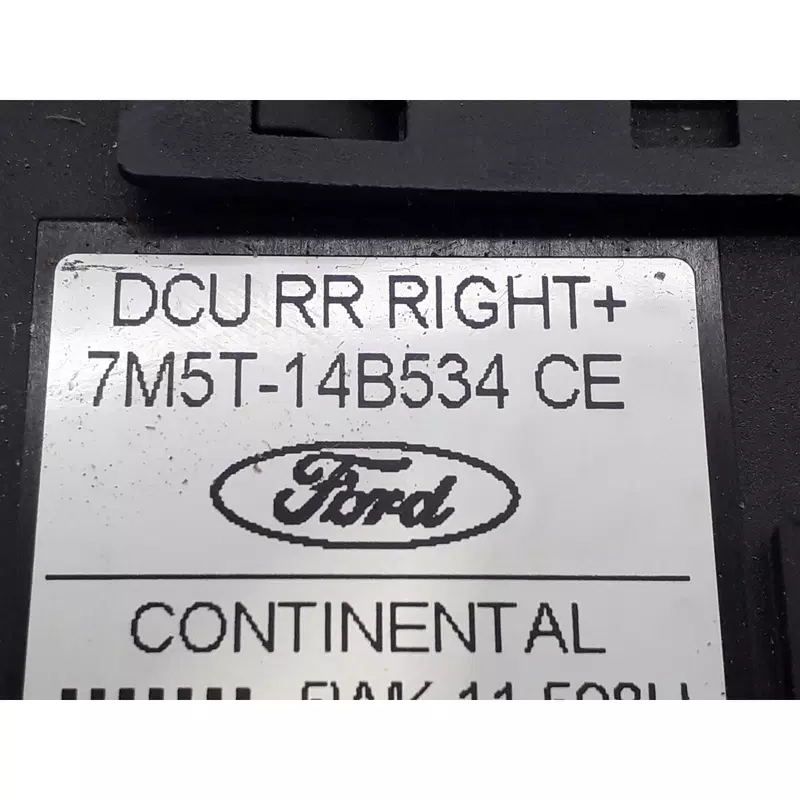 DCU RR RIGHT+
7M5T-14B534 CE
Ford
CONTINENTAL